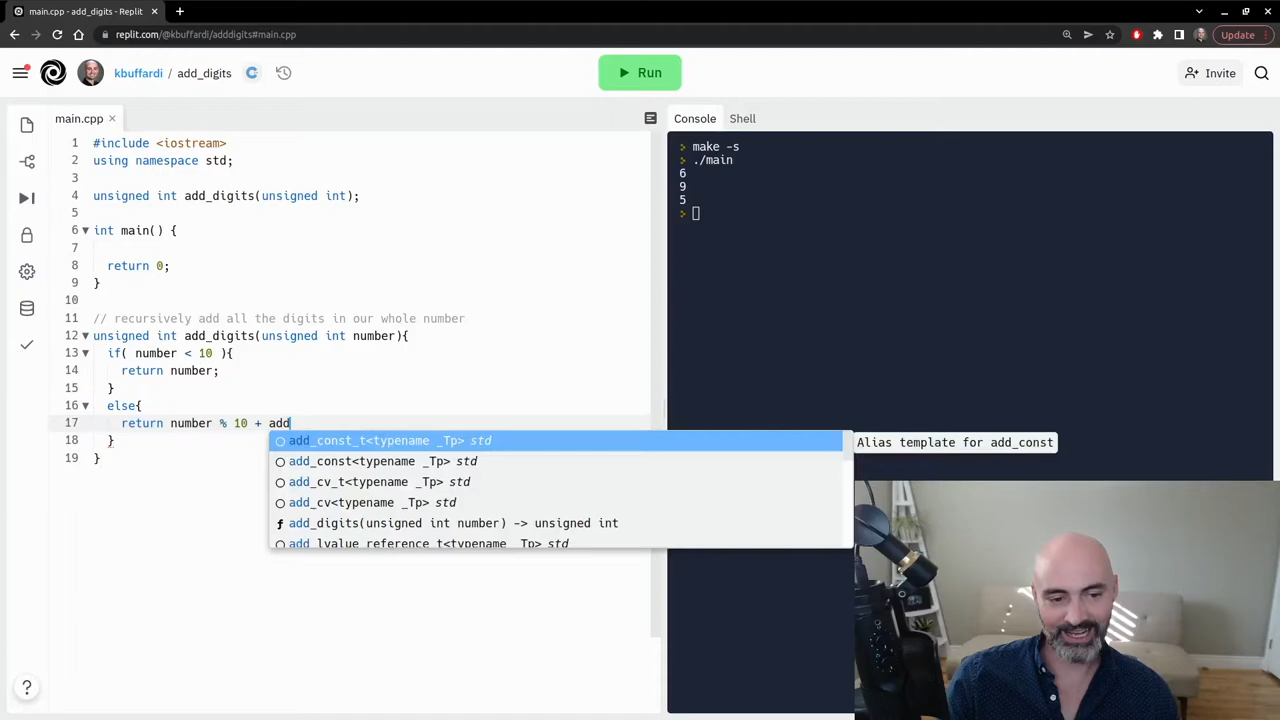 main.cpp - add_digits - Replit
replit.com/@kbuffardi/adddigits#main.cpp
Update
kbuffardi / add_digits
Run
Invite
main.cpp
Console
Shell
1 #include <iostream>
2 using namespace std;
3
4 unsigned int add_digits(unsigned int);
5
6 int main() {
7
8 return 0;
9 }
10
11 // recursively add all the digits in our whole number
12 unsigned int add_digits(unsigned int number){
13 if( number < 10 ){
14 return number;
15 }
16 else{
17 return number % 10 + add
18 }
19 }
add_const_t<typename _Tp> std
Alias template for add_const
add_const<typename _Tp> std
add_cv_t<typename _Tp> std
add_cv<typename _Tp> std
f add_digits(unsigned int number) -> unsigned int
add_lvalue_reference_t<typename _Tp> std
> make -s
> ./main
6
9
5
>
?